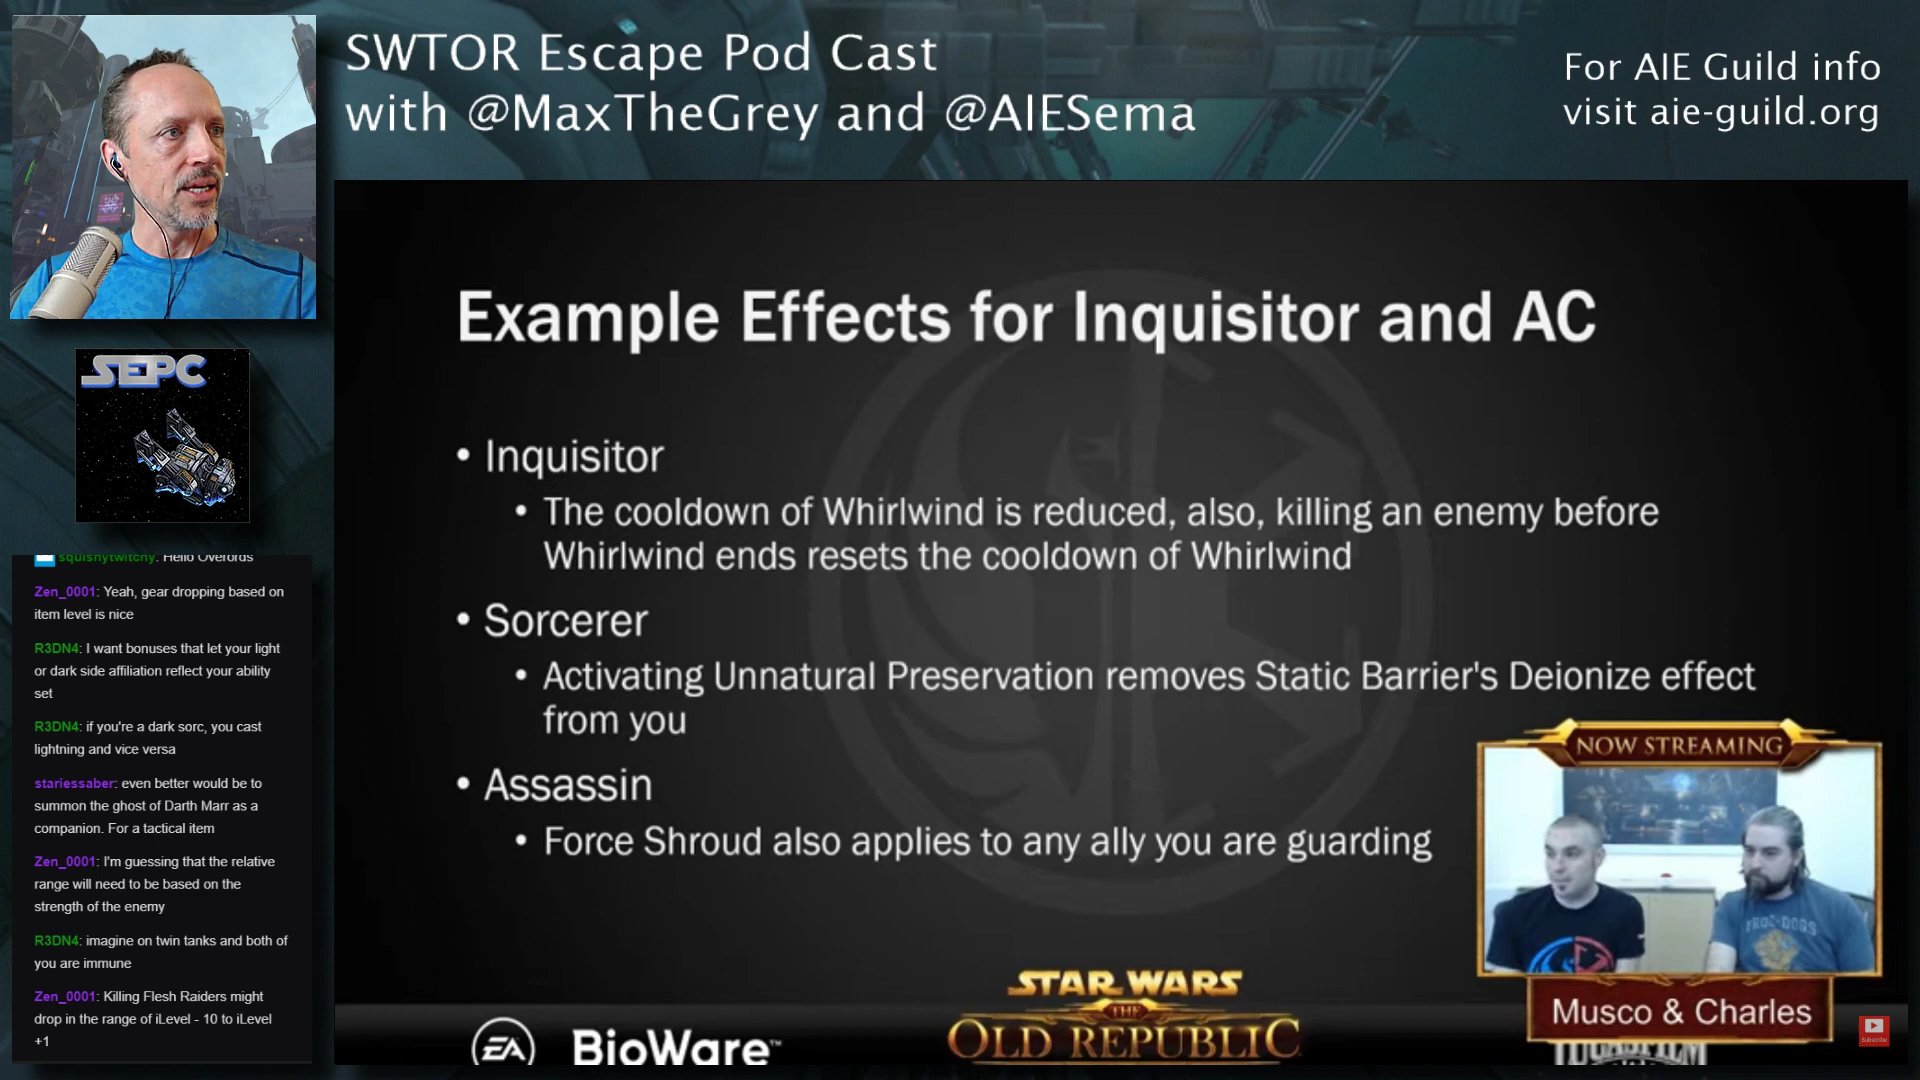 SWTOR Escape Pod Cast
with @MaxTheGrey and @AIESema
For AIE Guild info
visit aie-guild.org
SEPC
squishytwitchy: Hello Overlords
Zen_0001: Yeah, gear dropping based on
item level is nice
R3DN4: I want bonuses that let your light
or dark side affiliation reflect your ability
set
R3DN4: if you're a dark sorc, you cast
lightning and vice versa
stariessaber: even better would be to
summon the ghost of Darth Marr as a
companion. For a tactical item
Zen_0001: I'm guessing that the relative
range will need to be based on the
strength of the enemy
R3DN4: imagine on twin tanks and both of
you are immune
Zen_0001: Killing Flesh Raiders might
drop in the range of iLevel - 10 to iLevel
+1
Example Effects for Inquisitor and AC
• Inquisitor
• The cooldown of Whirlwind is reduced, also, killing an enemy before
Whirlwind ends resets the cooldown of Whirlwind
• Sorcerer
• Activating Unnatural Preservation removes Static Barrier's Deionize effect
from you
• Assassin
• Force Shroud also applies to any ally you are guarding
NOW STREAMING
Musco & Charles
Subscribe
EA
BioWare™
STAR WARS
THE
OLD REPUBLIC
LUCASFILM